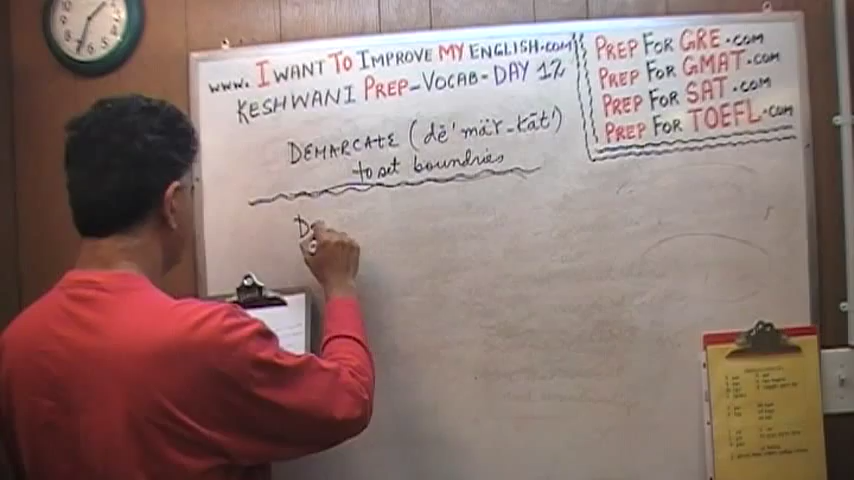 www. I WANT TO IMPROVE MY ENGLISH.com
KESHWANI PREP-VOCAB-DAY 12
DEMARCATE (dē'mär-kāt')
to set boundries
D
PREP FOR GRE.com
PREP FOR GMAT.com
PREP FOR SAT.com
PREP FOR TOEFL.com